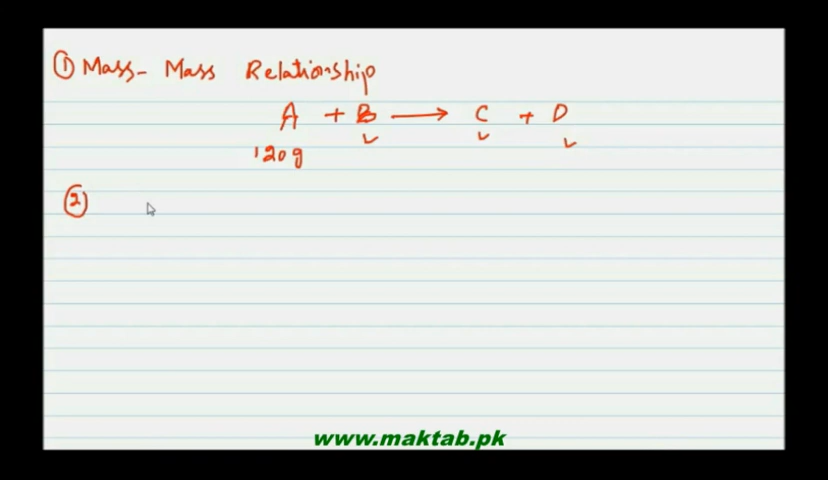 ① Mass- Mass Relationship
A + B ⟶ C + D
✓ ✓ ✓
120g
②
www.maktab.pk